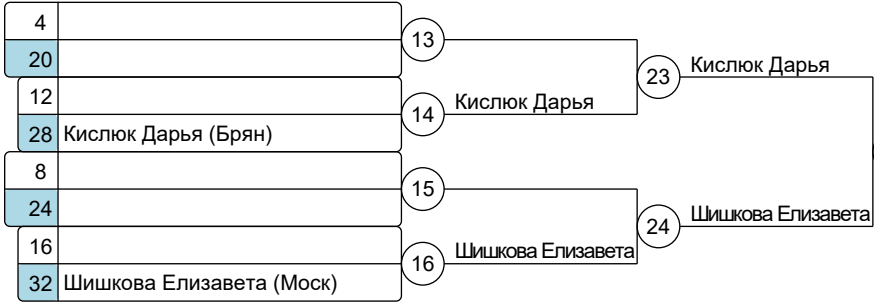 4
13
20
23 Кислюк Дарья
12
14 Кислюк Дарья
28 Кислюк Дарья (Брян)
8
15
24
24 Шишкова Елизавета
16
16 Шишкова Елизавета
32 Шишкова Елизавета (Моск)